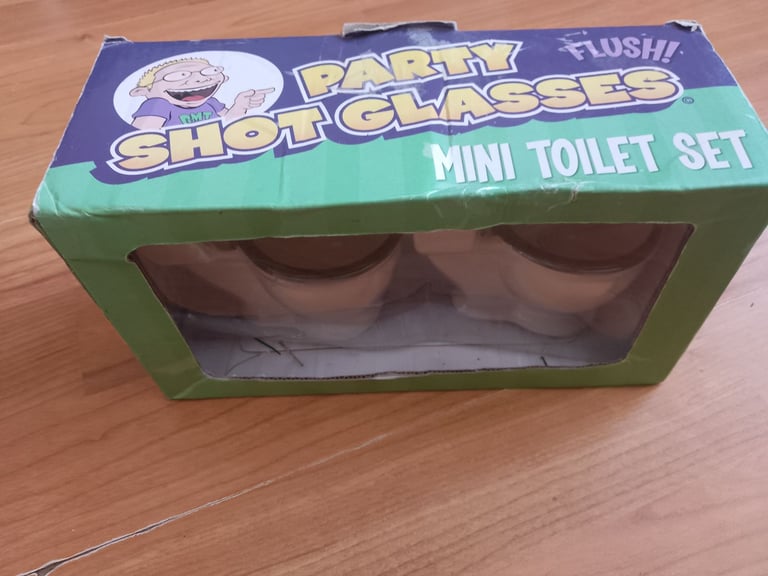 PARTY
FLUSH!
SHOT GLASSES
MINI TOILET SET